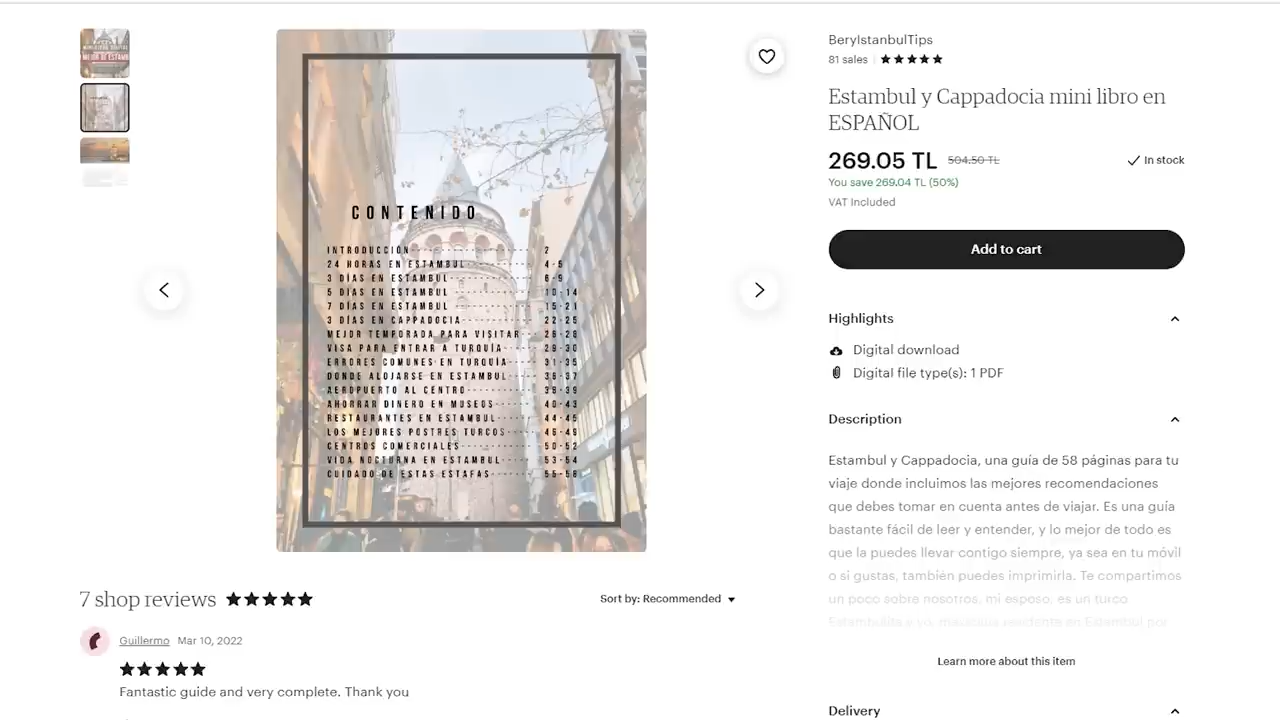 CONTENIDO
INTRODUCCIÓN 2
24 HORAS EN ESTAMBUL 4-5
3 DÍAS EN ESTAMBUL 6-9
5 DÍAS EN ESTAMBUL 10-14
7 DÍAS EN ESTAMBUL 15-21
3 DÍAS EN CAPPADOCIA 22-25
MEJOR TEMPORADA PARA VISITAR 26-28
VISA PARA ENTRAR A TURQUÍA 29-30
ERRORES COMUNES EN TURQUÍA 31-35
DONDE ALOJARSE EN ESTAMBUL 36-37
AEROPUERTO AL CENTRO 38-39
AHORRAR DINERO EN MUSEOS 40-43
RESTAURANTES EN ESTAMBUL 44-45
LOS MEJORES POSTRES TURCOS 46-49
CENTROS COMERCIALES 50-52
VIDA NOCTURNA EN ESTAMBUL 53-54
CUIDADO DE ESTAS ESTAFAS 55-58
7 shop reviews
Sort by: Recommended
Guillermo Mar 10, 2022
Fantastic guide and very complete. Thank you
BeryIstanbulTips
81 sales
Estambul y Cappadocia mini libro en
ESPAÑOL
269.05 TL 504.50 TL In stock
You save 269.04 TL (50%)
VAT Included
Add to cart
Highlights
Digital download
Digital file type(s): 1 PDF
Description
Estambul y Cappadocia, una guía de 58 páginas para tu
viaje donde incluimos las mejores recomendaciones
que debes tomar en cuenta antes de viajar. Es una guía
bastante fácil de leer y entender, y lo mejor de todo es
que la puedes llevar contigo siempre, ya sea en tu móvil
o si gustas, también puedes imprimirla. Te compartimos
un poco sobre nosotros, mi esposo, es un turco
Learn more about this item
Delivery